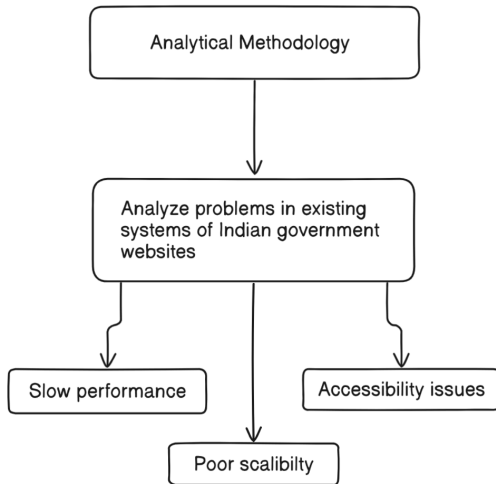 Analytical Methodology
Analyze problems in existing
systems of Indian government
websites
Slow performance
Accessibility issues
Poor scalibilty